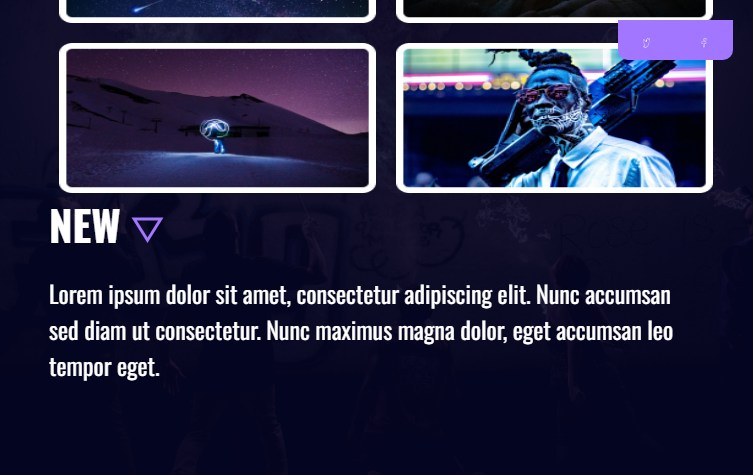 NEW
Lorem ipsum dolor sit amet, consectetur adipiscing elit. Nunc accumsan
sed diam ut consectetur. Nunc maximus magna dolor, eget accumsan leo
tempor eget.